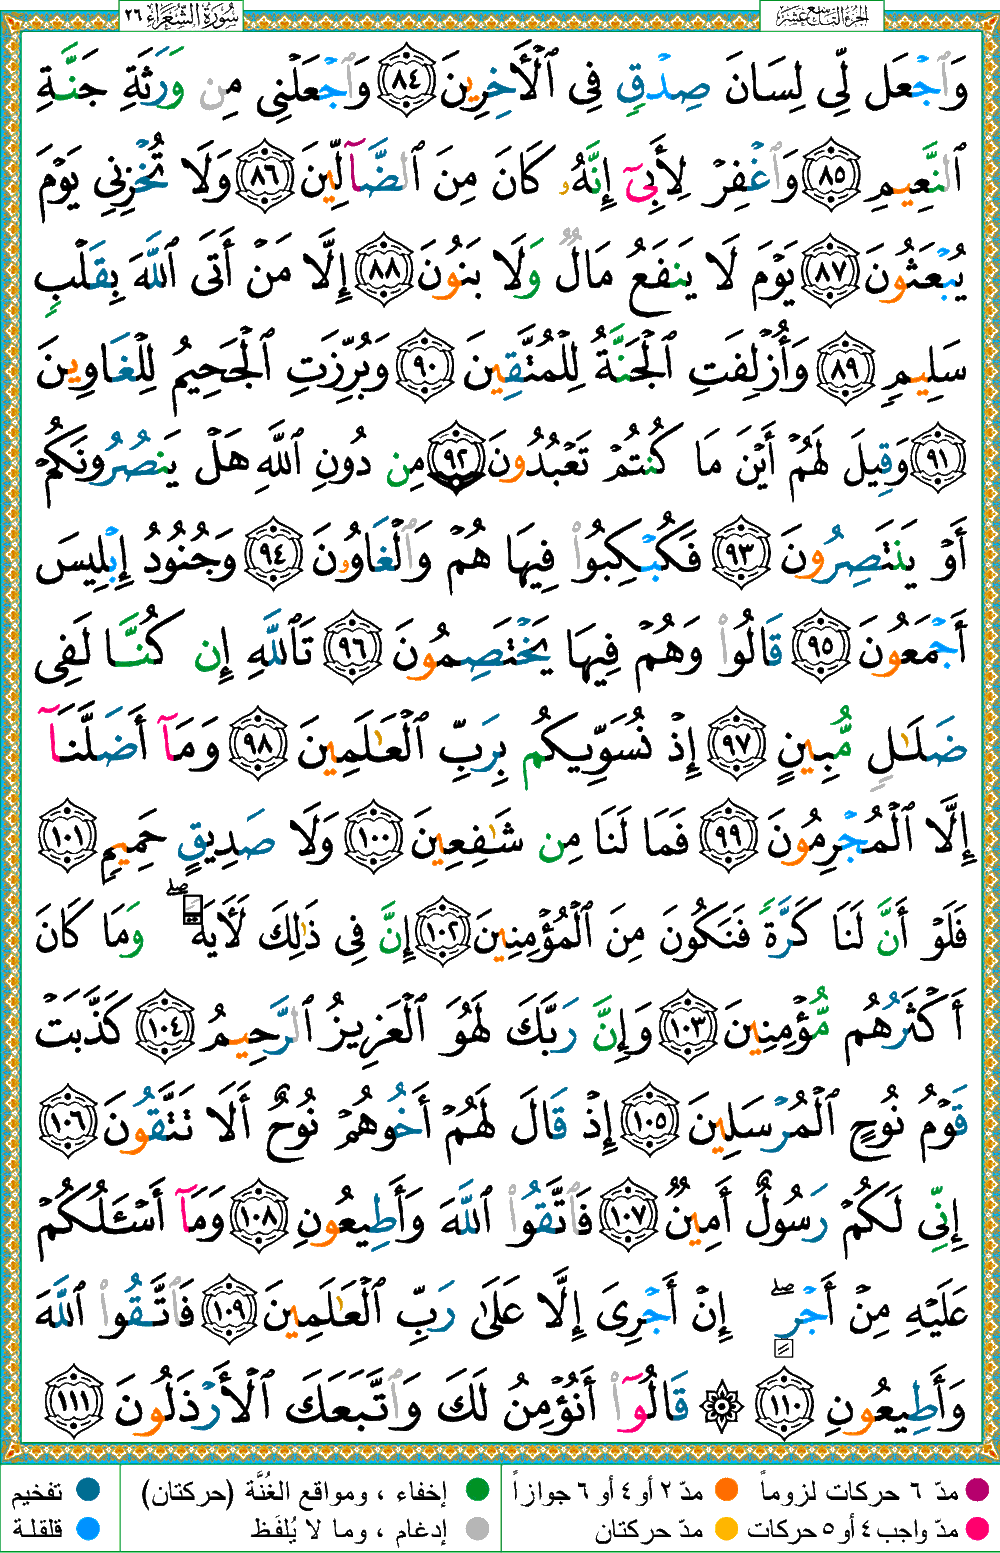 سُورَةُ الشُّعَرَاءِ ٢٦
الجزء التاسع عشر
وَٱجْعَل لِّى لِسَانَ صِدْقٍ فِى ٱلْأَخِرِينَ ٨٤ وَٱجْعَلْنِى مِن وَرَثَةِ جَنَّةِ
ٱلنَّعِيمِ ٨٥ وَٱغْفِرْ لِأَبِىٓ إِنَّهُۥ كَانَ مِنَ ٱلضَّآلِّينَ ٨٦ وَلَا تُخْزِنِى يَوْمَ
يُبْعَثُونَ ٨٧ يَوْمَ لَا يَنفَعُ مَالٌ وَلَا بَنُونَ ٨٨ إِلَّا مَنْ أَتَى ٱللَّهَ بِقَلْبٍ
سَلِيمٍ ٨٩ وَأُزْلِفَتِ ٱلْجَنَّةُ لِلْمُتَّقِينَ ٩٠ وَبُرِّزَتِ ٱلْجَحِيمُ لِلْغَاوِينَ
٩١ وَقِيلَ لَهُمْ أَيْنَ مَا كُنتُمْ تَعْبُدُونَ ٩٢ مِن دُونِ ٱللَّهِ هَلْ يَنصُرُونَكُمْ
أَوْ يَنتَصِرُونَ ٩٣ فَكُبْكِبُوا۟ فِيهَا هُمْ وَٱلْغَاوُۥنَ ٩٤ وَجُنُودُ إِبْلِيسَ
أَجْمَعُونَ ٩٥ قَالُوا۟ وَهُمْ فِيهَا يَخْتَصِمُونَ ٩٦ تَٱللَّهِ إِن كُنَّا لَفِى
ضَلَـٰلٍ مُّبِينٍ ٩٧ إِذْ نُسَوِّيكُم بِرَبِّ ٱلْعَـٰلَمِينَ ٩٨ وَمَآ أَضَلَّنَآ
إِلَّا ٱلْمُجْرِمُونَ ٩٩ فَمَا لَنَا مِن شَـٰفِعِينَ ١٠٠ وَلَا صَدِيقٍ حَمِيمٍ ١٠١
فَلَوْ أَنَّ لَنَا كَرَّةً فَنَكُونَ مِنَ ٱلْمُؤْمِنِينَ ١٠٢ إِنَّ فِى ذَٰلِكَ لَأَيَةً ۖ وَمَا كَانَ
أَكْثَرُهُم مُّؤْمِنِينَ ١٠٣ وَإِنَّ رَبَّكَ لَهُوَ ٱلْعَزِيزُ ٱلرَّحِيمُ ١٠٤ كَذَّبَتْ
قَوْمُ نُوحٍ ٱلْمُرْسَلِينَ ١٠٥ إِذْ قَالَ لَهُمْ أَخُوهُمْ نُوحٌ أَلَا تَتَّقُونَ ١٠٦
إِنِّى لَكُمْ رَسُولٌ أَمِينٌ ١٠٧ فَٱتَّقُوا۟ ٱللَّهَ وَأَطِيعُونِ ١٠٨ وَمَآ أَسْـَٔلُكُمْ
عَلَيْهِ مِنْ أَجْرٍ ۖ إِنْ أَجْرِىَ إِلَّا عَلَىٰ رَبِّ ٱلْعَـٰلَمِينَ ١٠٩ فَٱتَّقُوا۟ ٱللَّهَ
وَأَطِيعُونِ ١١٠ ۞ قَالُوٓا۟ أَنُؤْمِنُ لَكَ وَٱتَّبَعَكَ ٱلْأَرْذَلُونَ ١١١
مدّ ٦ حركات لزوماً
مدّ ٢ أو ٤ أو ٦ جوازاً
إخفاء ، ومواقع الغُنَّة (حركتان)
تفخيم
مدّ واجب ٤ أو ٥ حركات
مدّ حركتان
إدغام ، وما لا يُلفَظ
قلقلة